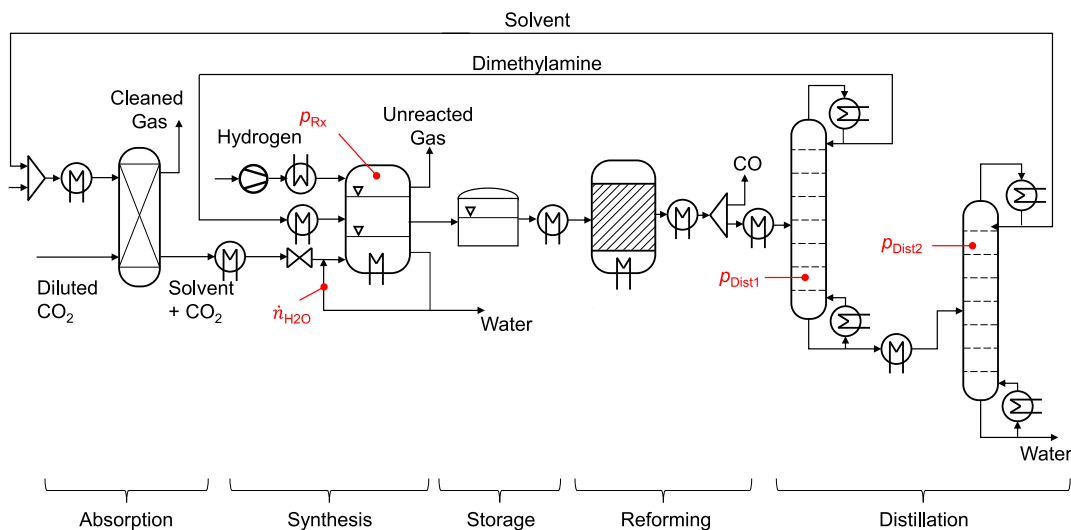 Solvent
Dimethylamine
Cleaned
Gas
Hydrogen
p_Rx
Unreacted
Gas
CO
p_Dist2
p_Dist1
Diluted
CO₂
Solvent
+ CO₂
ṅ_H2O
Water
Water
Absorption
Synthesis
Storage
Reforming
Distillation